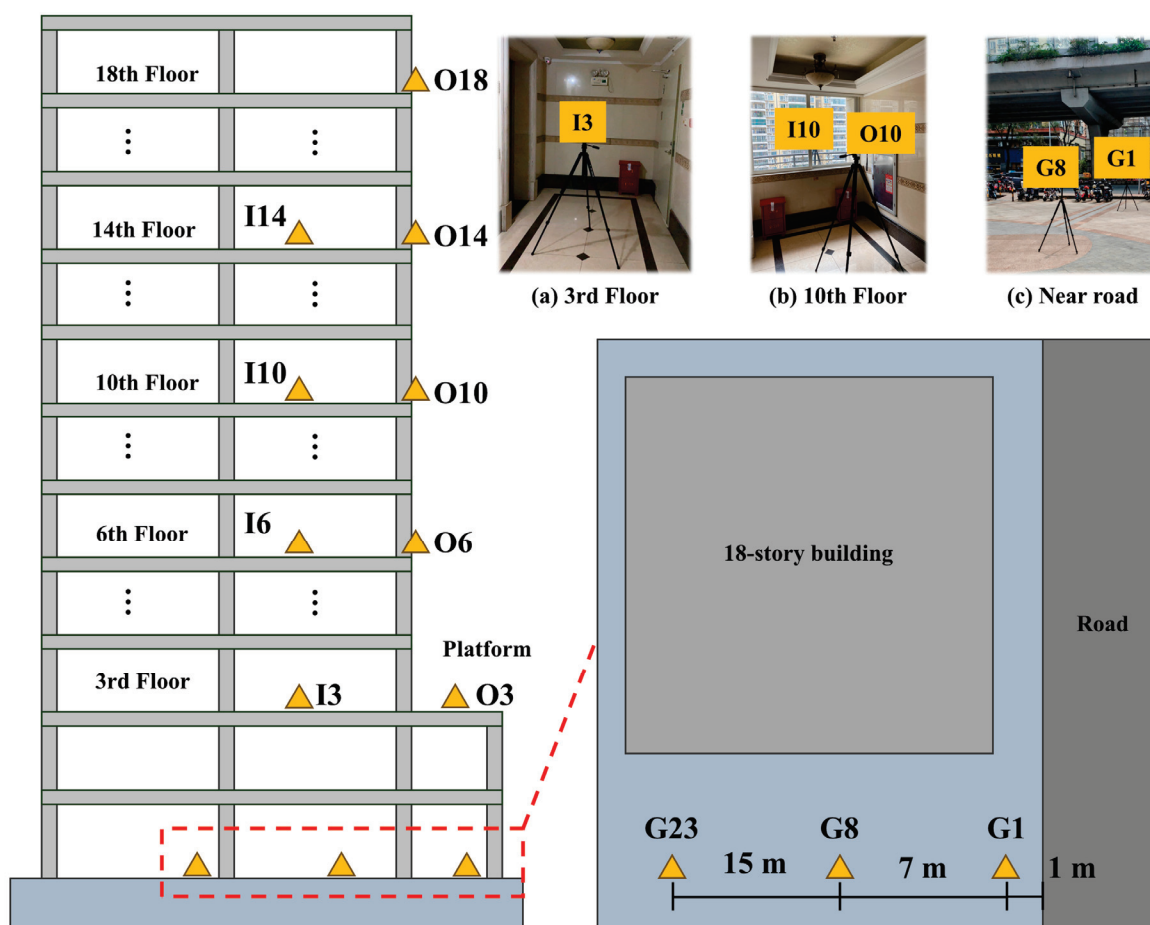 18th Floor
O18
⋮ ⋮
14th Floor
I14
O14
⋮ ⋮
10th Floor
I10
O10
⋮ ⋮
6th Floor
I6
O6
⋮ ⋮
Platform
3rd Floor
I3
O3
I3
(a) 3rd Floor
I10
O10
(b) 10th Floor
G8
G1
(c) Near road
18-story building
Road
G23
G8
G1
15 m
7 m
1 m